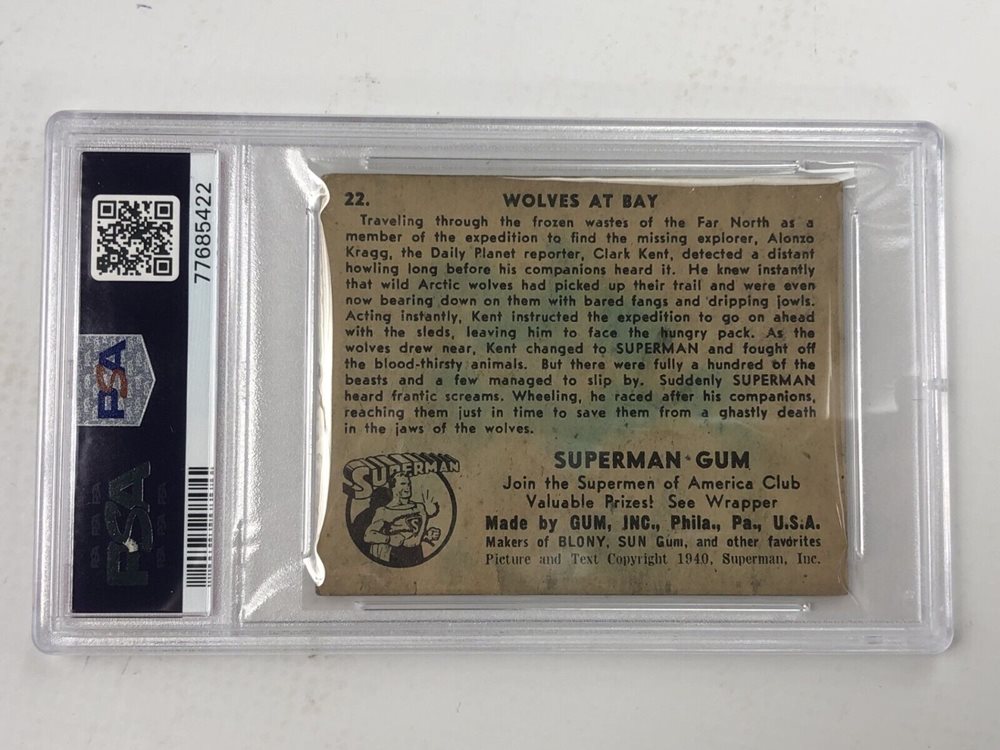 22. WOLVES AT BAY
Traveling through the frozen wastes of the Far North as a
member of the expedition to find the missing explorer, Alonzo
Kragg, the Daily Planet reporter, Clark Kent, detected a distant
howling long before his companions heard it. He knew instantly
that wild Arctic wolves had picked up their trail and were even
now bearing down on them with bared fangs and dripping jowls.
Acting instantly, Kent instructed the expedition to go on ahead
with the sleds, leaving him to face the hungry pack. As the
wolves drew near, Kent changed to SUPERMAN and fought off
the blood-thirsty animals. But there were fully a hundred of the
beasts and a few managed to slip by. Suddenly SUPERMAN
heard frantic screams. Wheeling, he raced after his companions,
reaching them just in time to save them from a ghastly death
in the jaws of the wolves.
SUPERMAN
SUPERMAN GUM
Join the Supermen of America Club
Valuable Prizes! See Wrapper
Made by GUM, INC., Phila., Pa., U.S.A.
Makers of BLONY, SUN Gum, and other favorites
Picture and Text Copyright 1940, Superman, Inc.
77685422
PSA
PSA